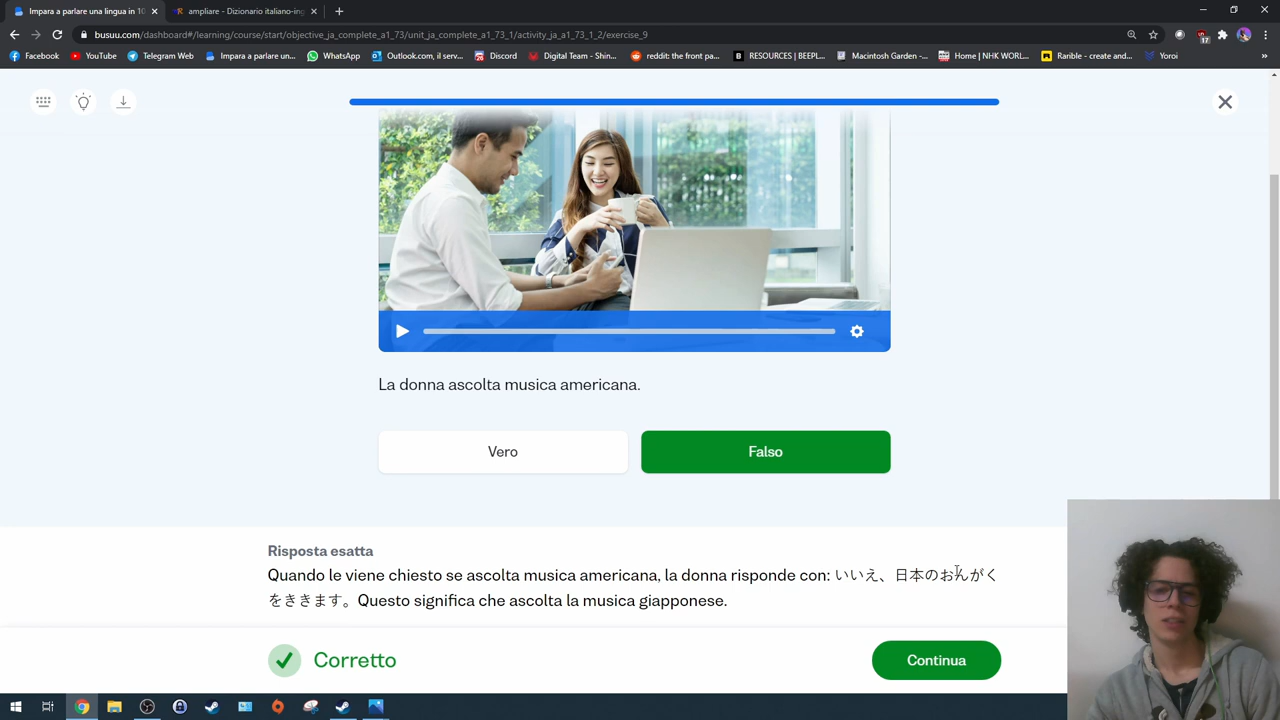 Impara a parlare una lingua in 10
ampliare - Dizionario italiano-ing
busuu.com/dashboard#/learning/course/start/objective_ja_complete_a1_73/unit_ja_complete_a1_73_1/activity_ja_a1_73_1_2/exercise_9
Facebook
YouTube
Telegram Web
Impara a parlare un...
WhatsApp
Outlook.com, il serv...
Discord
Digital Team - Shin...
RESOURCES | BEEPL...
Macintosh Garden -...
reddit: the front pa...
Home | NHK WORL...
Rarible - create and...
Yoroi
La donna ascolta musica americana.
Vero
Falso
Risposta esatta
Quando le viene chiesto se ascolta musica americana, la donna risponde con: いいえ、日本のおんがく
をききます。Questo significa che ascolta la musica giapponese.
Corretto
Continua